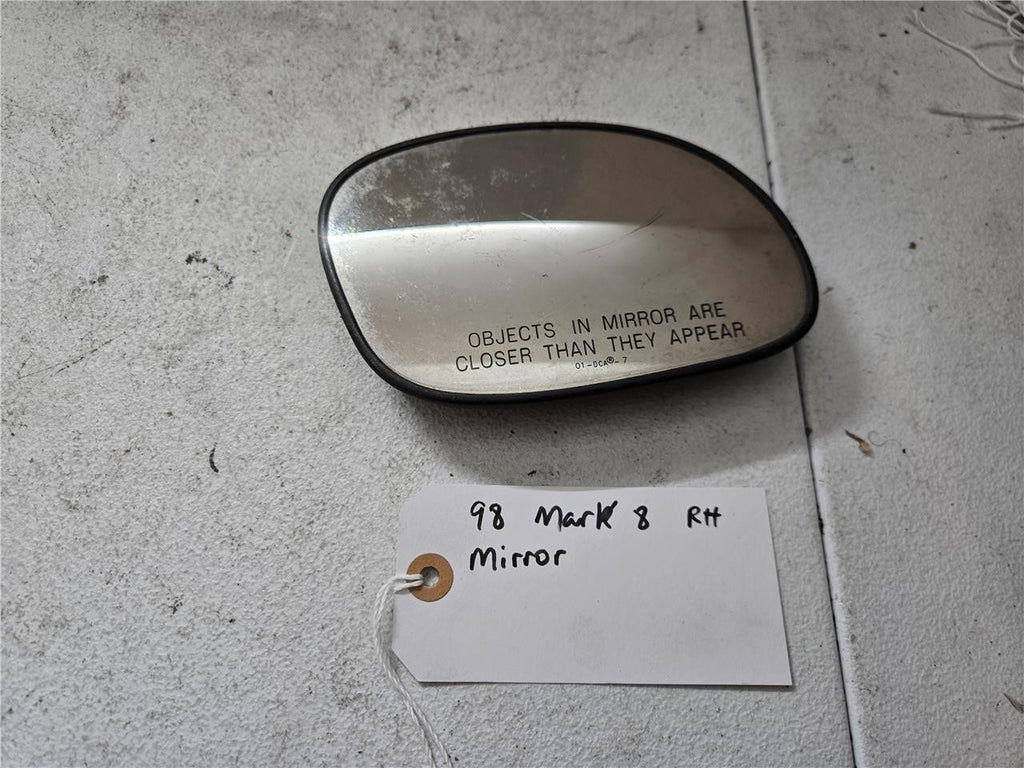 OBJECTS IN MIRROR ARE
CLOSER THAN THEY APPEAR
01-DCA®-7
98 Mark 8 RH
Mirror